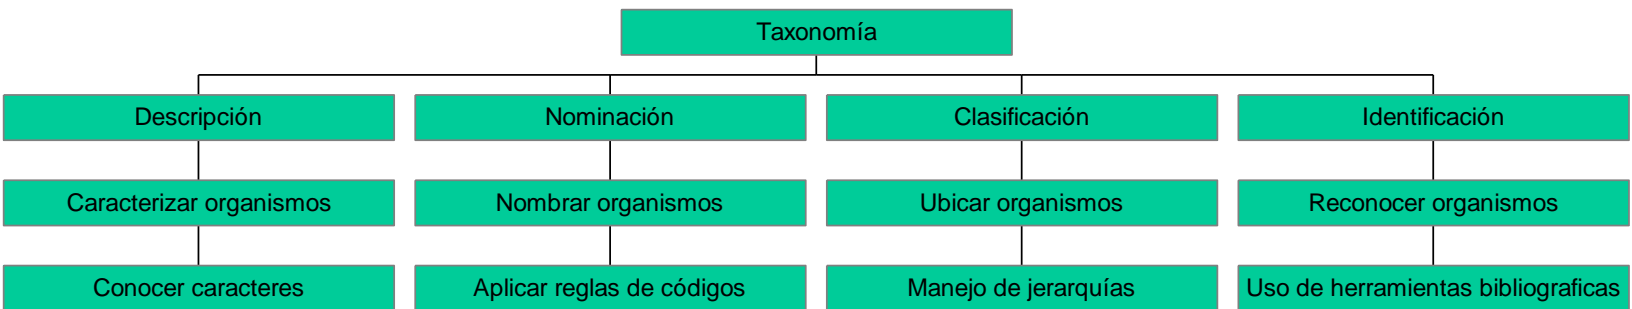 Taxonomía
Descripción
Nominación
Clasificación
Identificación
Caracterizar organismos
Nombrar organismos
Ubicar organismos
Reconocer organismos
Conocer caracteres
Aplicar reglas de códigos
Manejo de jerarquías
Uso de herramientas bibliograficas